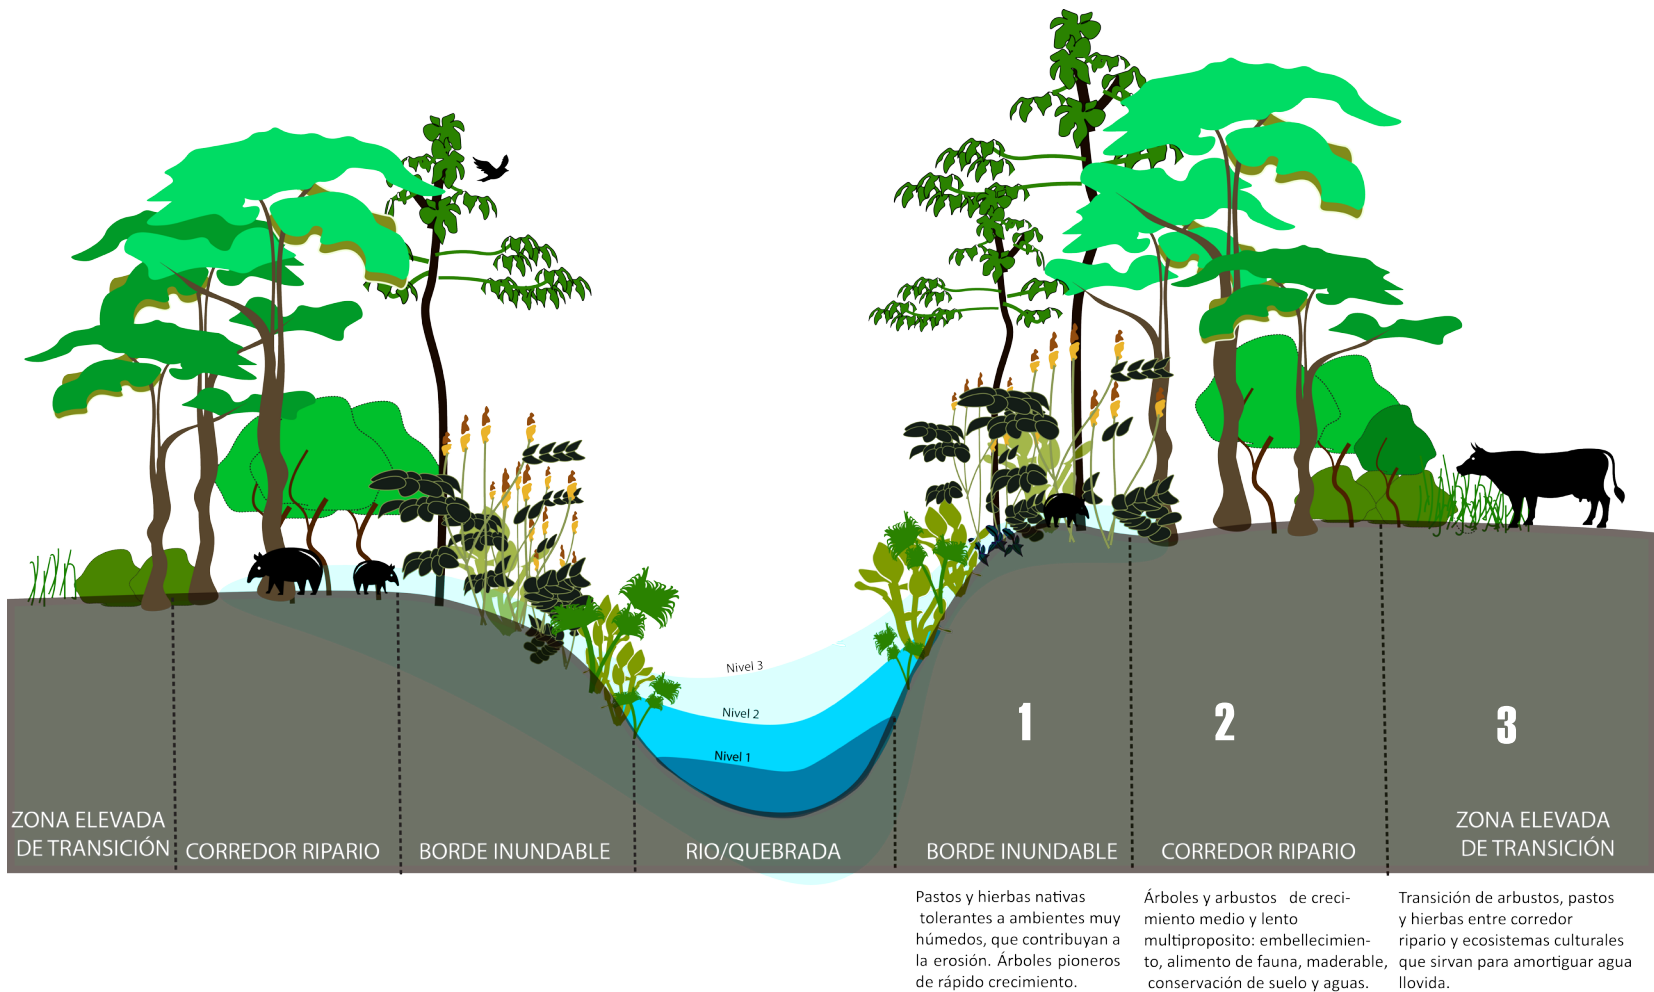 Nivel 3
Nivel 2
Nivel 1
1
2
3
ZONA ELEVADA
DE TRANSICIÓN
CORREDOR RIPARIO
BORDE INUNDABLE
RIO/QUEBRADA
BORDE INUNDABLE
CORREDOR RIPARIO
ZONA ELEVADA
DE TRANSICIÓN
Pastos y hierbas nativas
tolerantes a ambientes muy
húmedos, que contribuyan a
la erosión. Árboles pioneros
de rápido crecimiento.
Árboles y arbustos de creci-
miento medio y lento
multiproposito: embellecimien-
to, alimento de fauna, maderable,
conservación de suelo y aguas.
Transición de arbustos, pastos
y hierbas entre corredor
ripario y ecosistemas culturales
que sirvan para amortiguar agua
llovida.